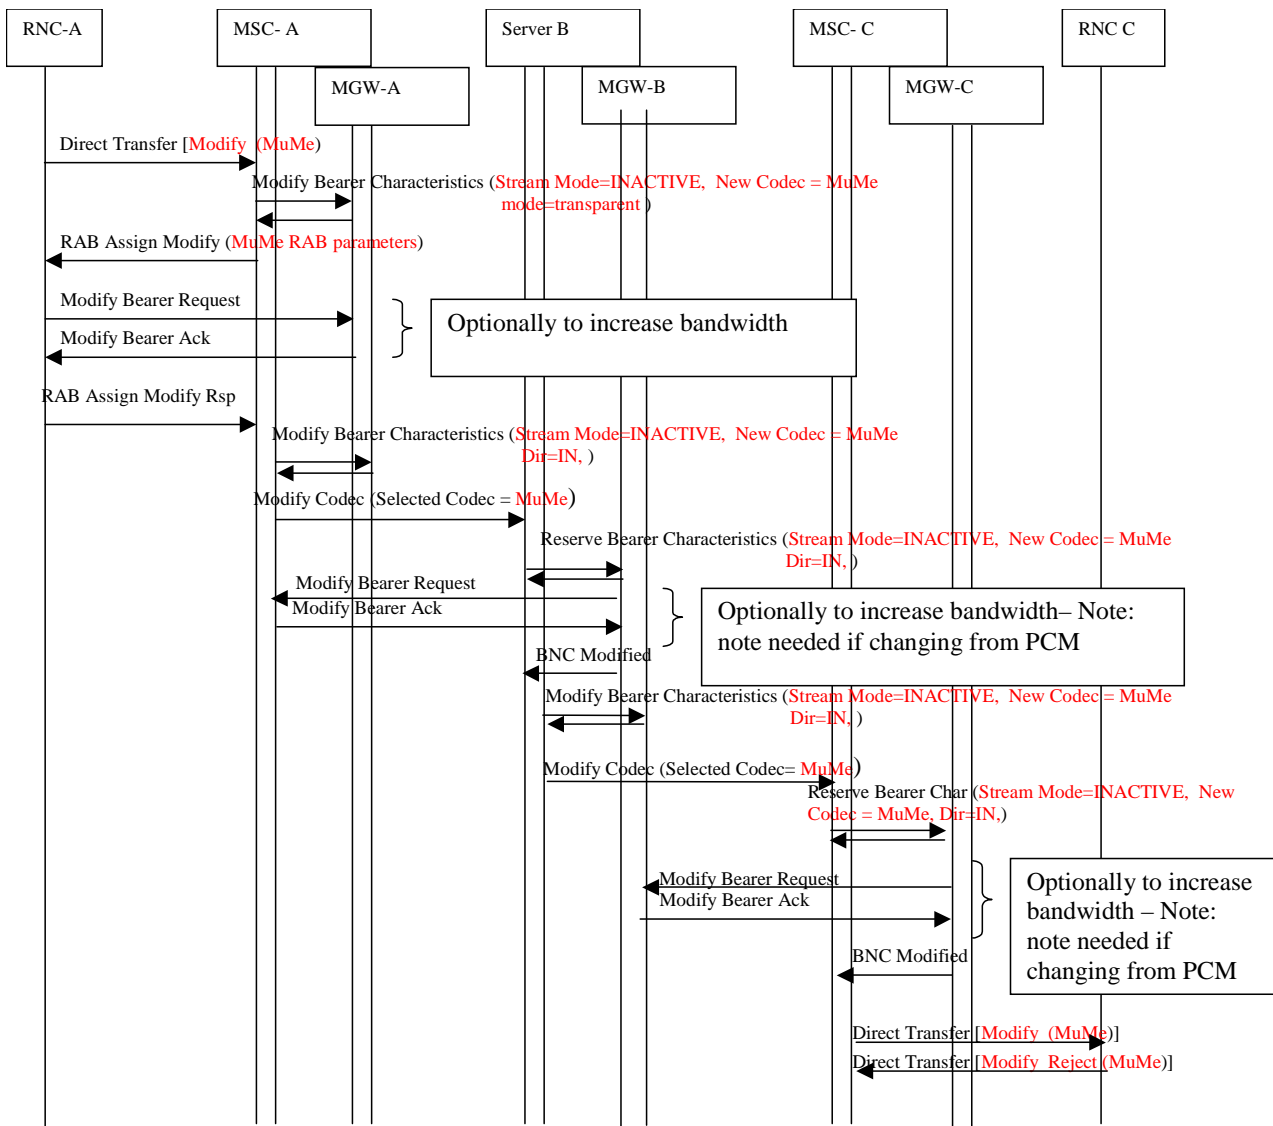 RNC-A
MSC- A
Server B
MSC- C
RNC C
MGW-A
MGW-B
MGW-C
Direct Transfer [Modify (MuMe)
Modify Bearer Characteristics (Stream Mode=INACTIVE, New Codec = MuMe
mode=transparent )
RAB Assign Modify (MuMe RAB parameters)
Modify Bearer Request
Optionally to increase bandwidth
Modify Bearer Ack
RAB Assign Modify Rsp
Modify Bearer Characteristics (Stream Mode=INACTIVE, New Codec = MuMe
Dir=IN, )
Modify Codec (Selected Codec = MuMe)
Reserve Bearer Characteristics (Stream Mode=INACTIVE, New Codec = MuMe
Dir=IN, )
Modify Bearer Request
Modify Bearer Ack
Optionally to increase bandwidth– Note:
note needed if changing from PCM
BNC Modified
Modify Bearer Characteristics (Stream Mode=INACTIVE, New Codec = MuMe
Dir=IN, )
Modify Codec (Selected Codec= MuMe)
Reserve Bearer Char (Stream Mode=INACTIVE, New
Codec = MuMe, Dir=IN,)
Modify Bearer Request
Modify Bearer Ack
Optionally to increase
bandwidth – Note:
note needed if
changing from PCM
BNC Modified
Direct Transfer [Modify (MuMe)]
Direct Transfer [Modify Reject (MuMe)]